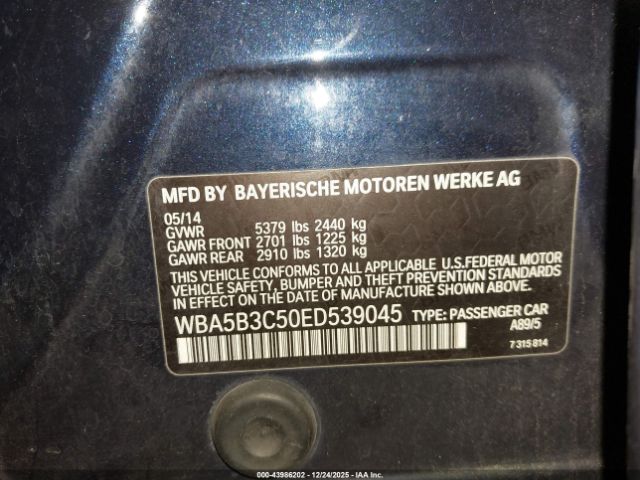 MFD BY BAYERISCHE MOTOREN WERKE AG
05/14
GVWR 5379 lbs 2440 kg
GAWR FRONT 2701 lbs 1225 kg
GAWR REAR 2910 lbs 1320 kg
THIS VEHICLE CONFORMS TO ALL APPLICABLE U.S.FEDERAL MOTOR
VEHICLE SAFETY, BUMPER, AND THEFT PREVENTION STANDARDS
IN EFFECT ON THE DATE OF MANUFACTURE SHOWN ABOVE.
WBA5B3C50ED539045 TYPE: PASSENGER CAR
A89/5
7 315 814
00-43986202 - 12/24/2025 - © IAA Inc.